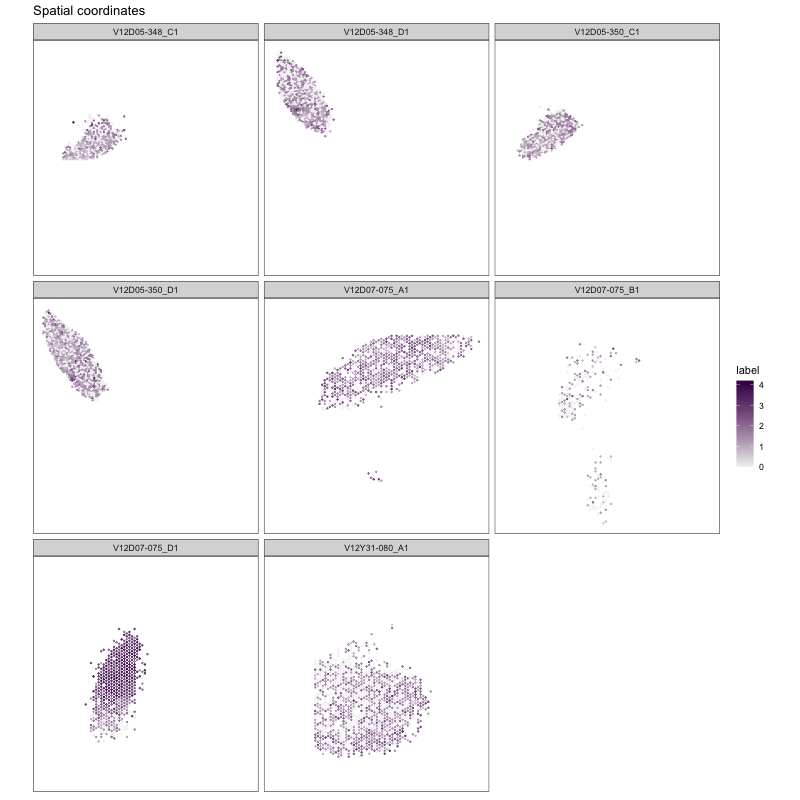 Spatial coordinates
V12D05-348_C1
V12D05-348_D1
V12D05-350_C1
V12D05-350_D1
V12D07-075_A1
V12D07-075_B1
label
4
3
2
1
0
V12D07-075_D1
V12Y31-080_A1